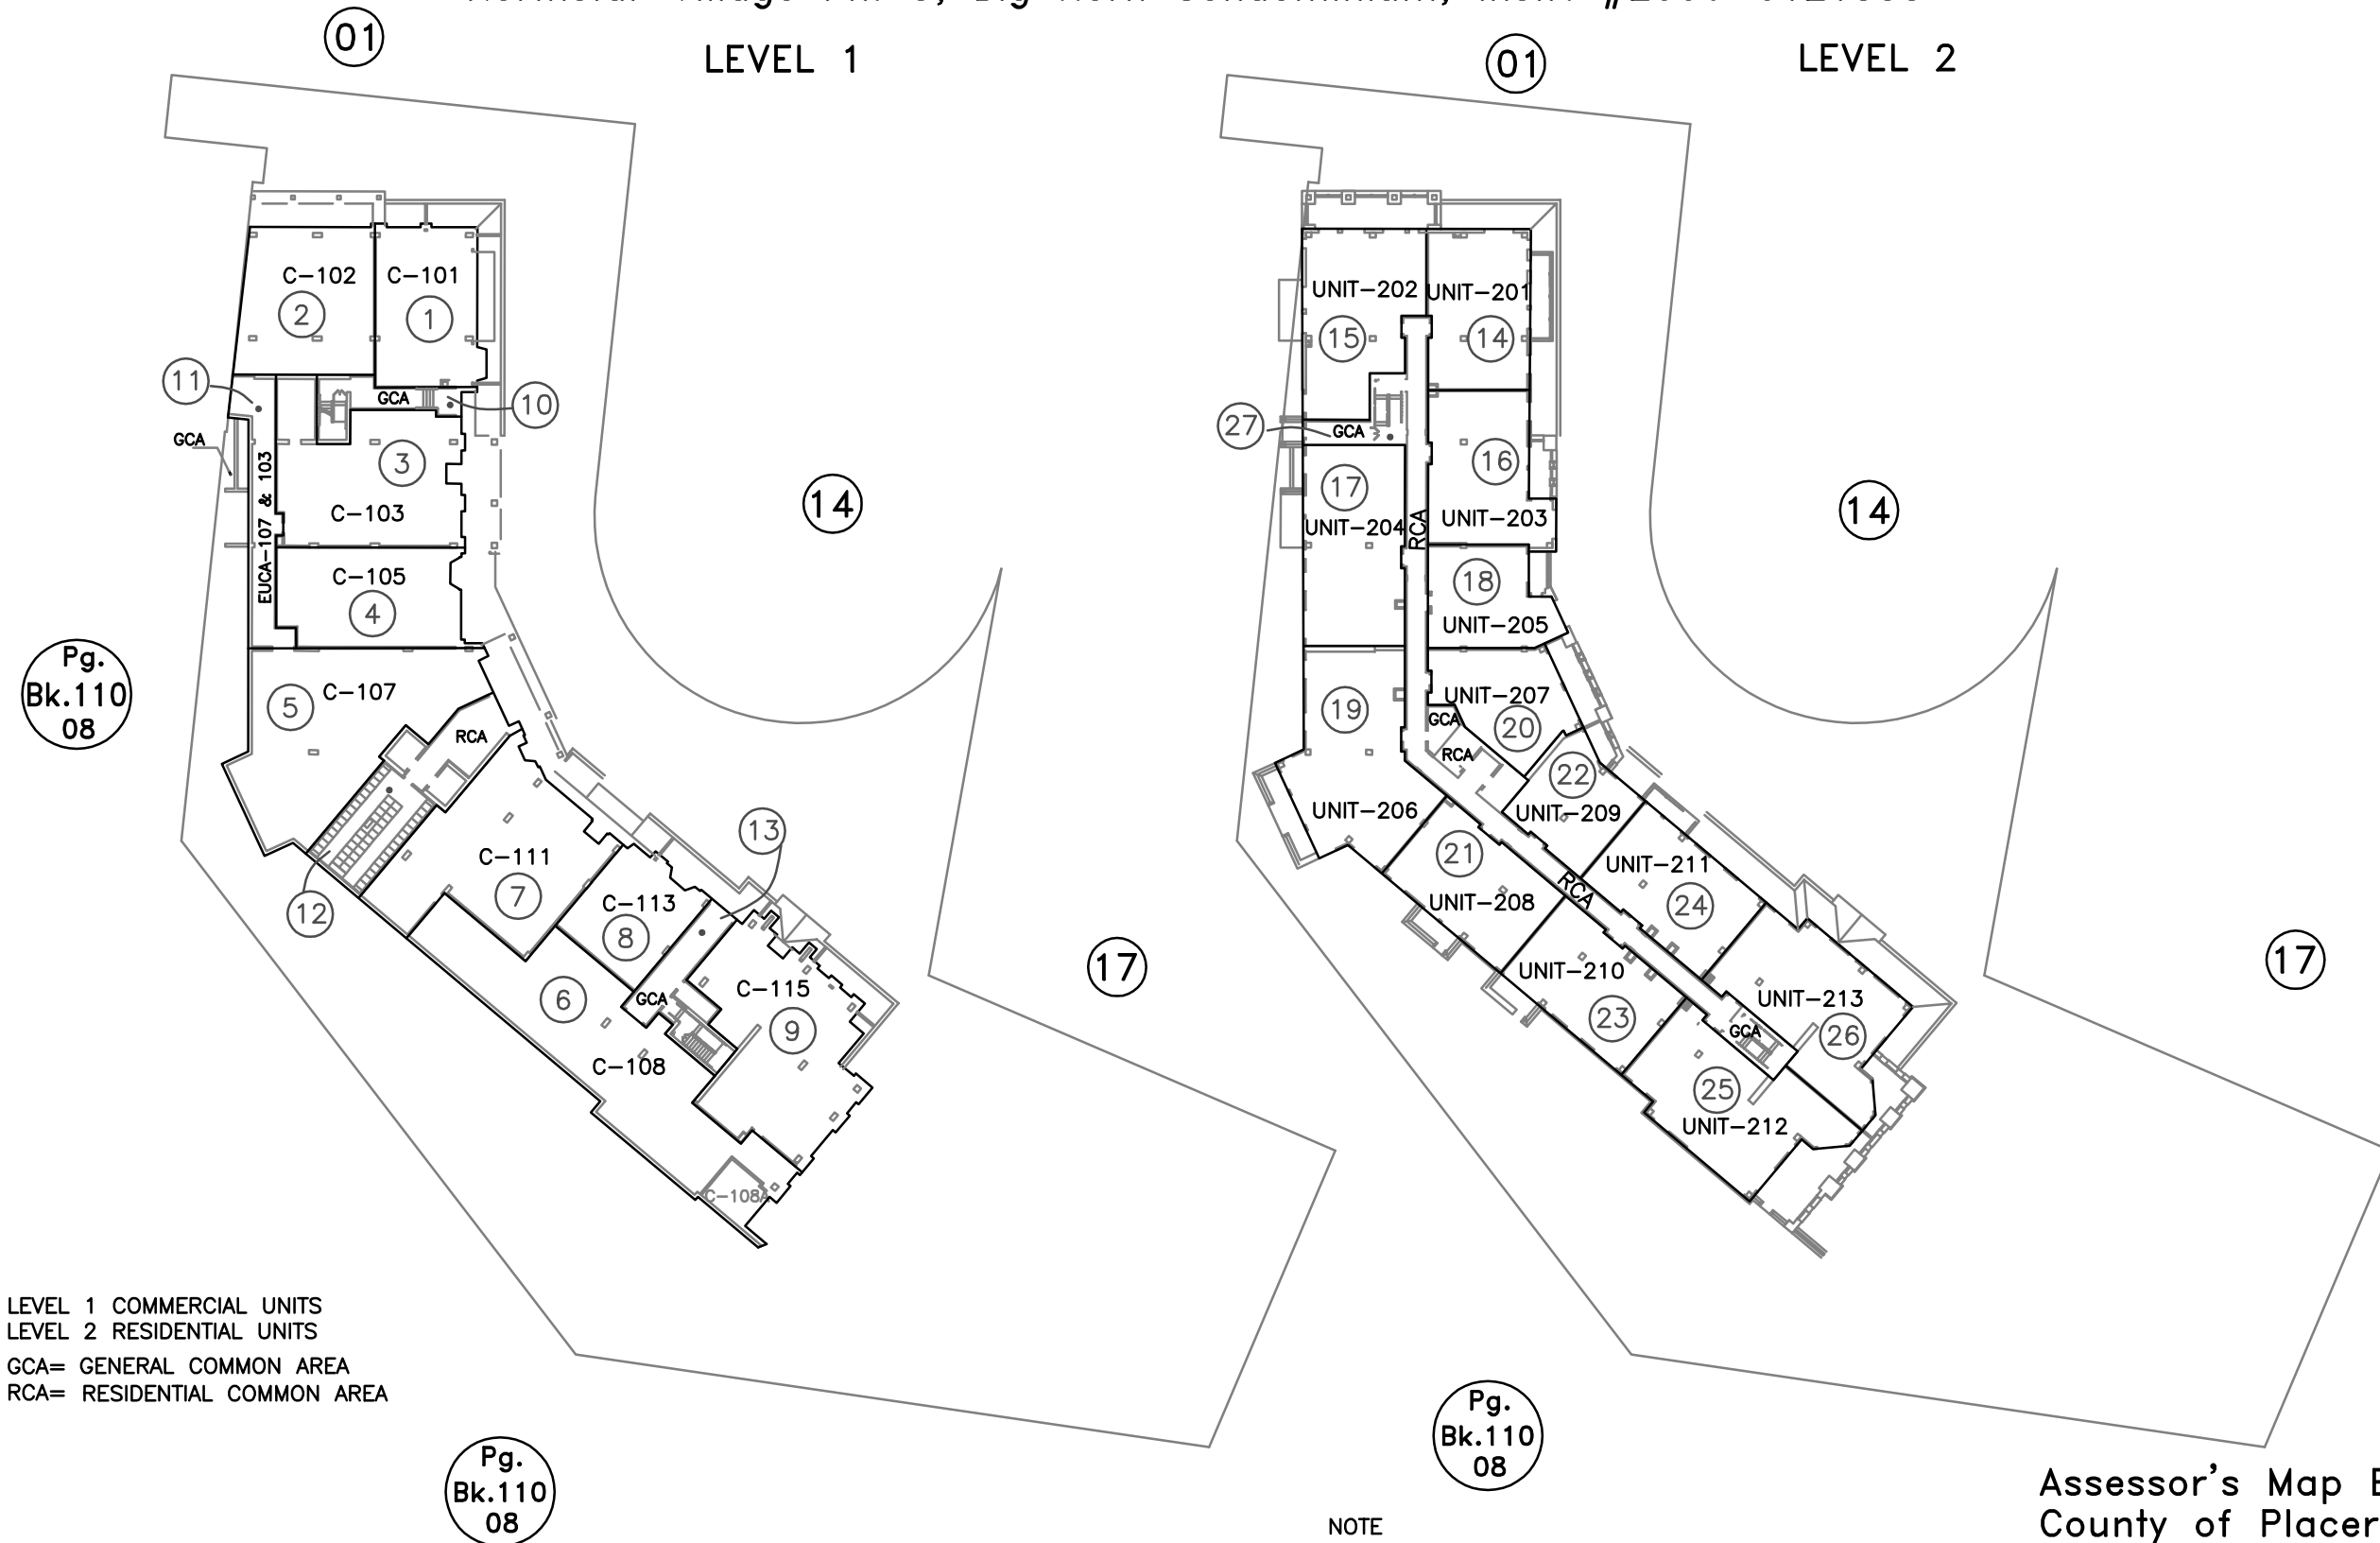 01
LEVEL 1
01
LEVEL 2
C-102
C-101
2
1
11
GCA
10
GCA
3
EUCA-107 & 103
C-103
C-105
4
14
Pg.
Bk.110
08
C-107
5
RCA
13
C-111
7
C-113
8
12
6
GCA
C-115
9
C-108
C-108A
17
UNIT-202
UNIT-201
15
14
27
GCA
16
17
UNIT-204
RCA
UNIT-203
14
18
UNIT-205
UNIT-207
19
GCA
20
RCA
22
UNIT-206
UNIT-209
21
UNIT-211
RCA
UNIT-208
24
UNIT-210
17
23
UNIT-213
GCA
26
25
UNIT-212
LEVEL 1 COMMERCIAL UNITS
LEVEL 2 RESIDENTIAL UNITS
GCA= GENERAL COMMON AREA
RCA= RESIDENTIAL COMMON AREA
Pg.
Bk.110
08
Pg.
Bk.110
08
NOTE
Assessor's Map
County of Placer